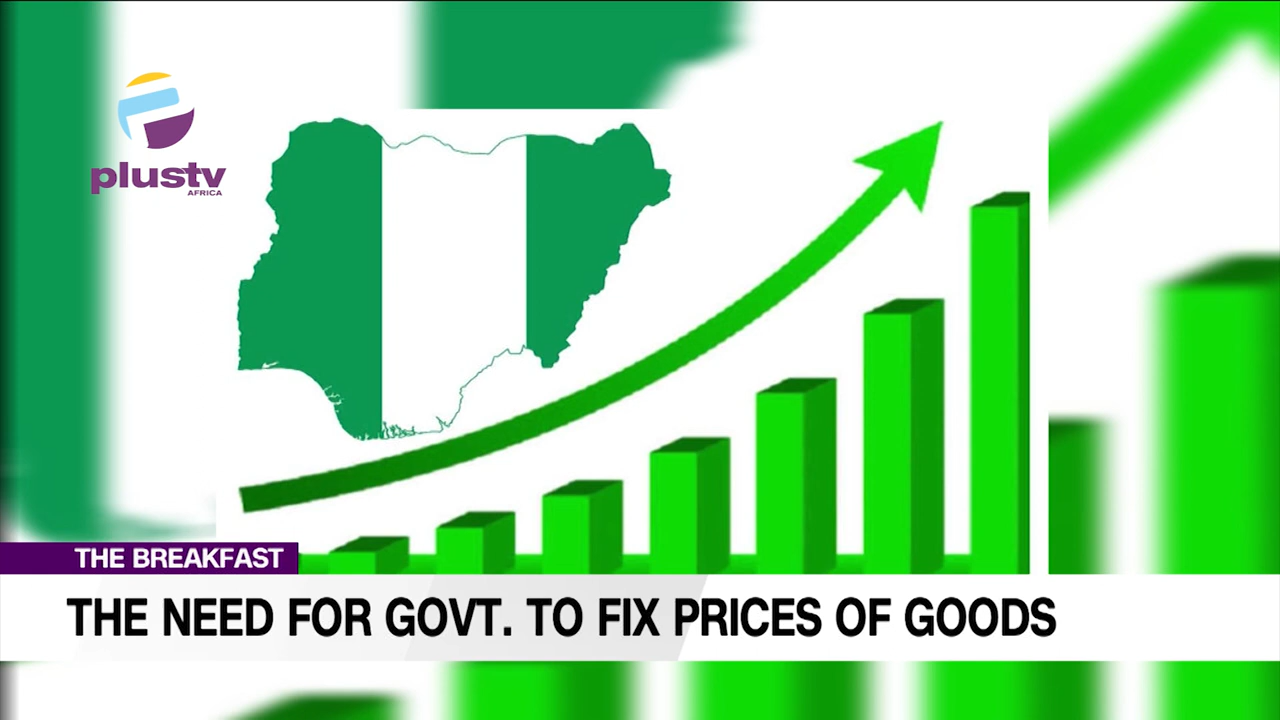 plustv
AFRICA
THE BREAKFAST
THE NEED FOR GOVT. TO FIX PRICES OF GOODS